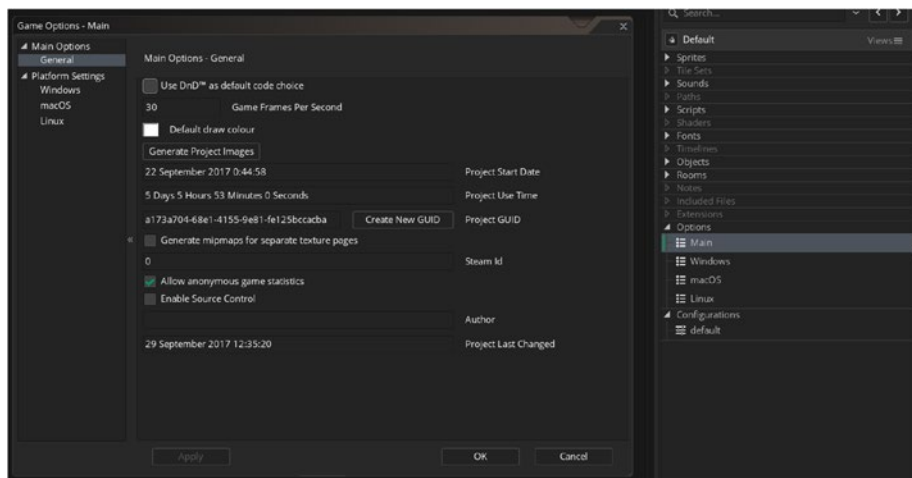 Game Options - Main
Main Options
General
Platform Settings
Windows
macOS
Linux
Main Options - General
Use DnD™ as default code choice
30 Game Frames Per Second
Default draw colour
Generate Project Images
22 September 2017 0:44:58 Project Start Date
5 Days 5 Hours 53 Minutes 0 Seconds Project Use Time
a173a704-68e1-4155-9e81-fe125bccacba Create New GUID Project GUID
Generate mipmaps for separate texture pages
0 Steam Id
Allow anonymous game statistics
Enable Source Control
Author
29 September 2017 12:35:20 Project Last Changed
Apply OK Cancel
Search...
Default Views
Sprites
Tile Sets
Sounds
Paths
Scripts
Shaders
Fonts
Timelines
Objects
Rooms
Notes
Included Files
Extensions
Options
Main
Windows
macOS
Linux
Configurations
default